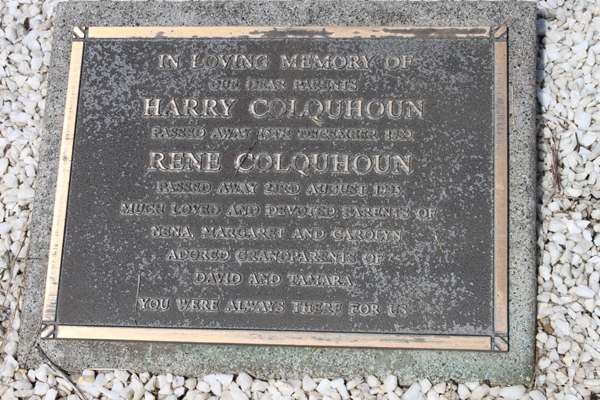 IN LOVING MEMORY OF
OUR DEAR PARENTS
HARRY COLQUHOUN
PASSED AWAY DECEMBER
RENE COLQUHOUN
PASSED AWAY 23RD AUGUST
MUCH LOVED AND DEVOTED PARENTS OF
NENA, MARGARET AND CAROLYN
ADORED GRANDPARENTS OF
DAVID AND TAMARA
YOU WERE ALWAYS THERE FOR US